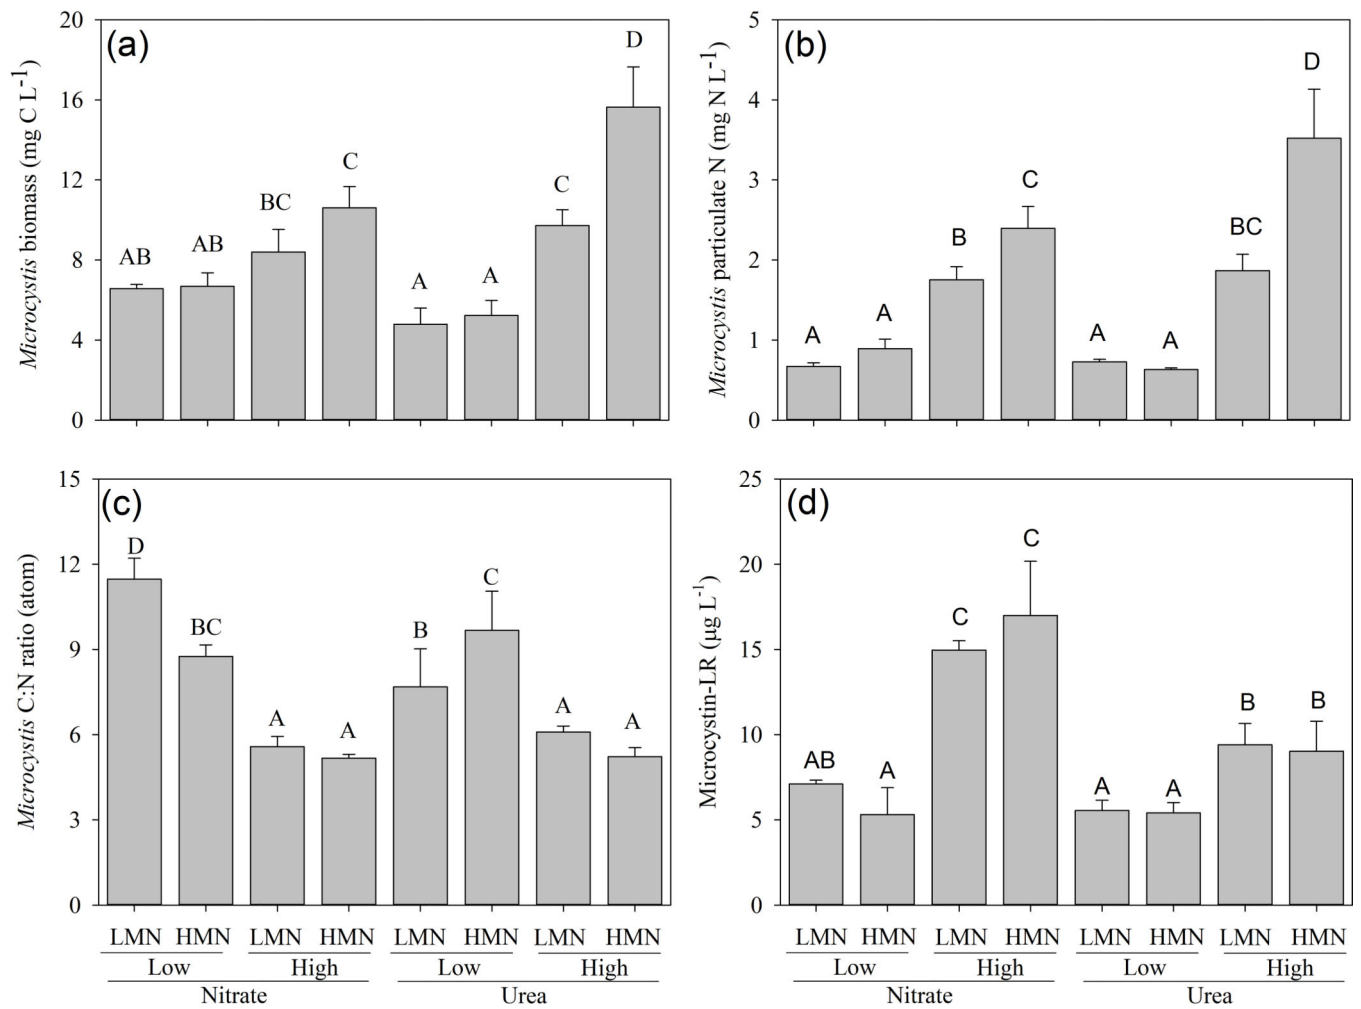 (a)
Microcystis biomass (mg C L-1)
20
16
12
8
4
0
AB
AB
BC
C
A
A
C
D
(b)
Microcystis particulate N (mg N L-1)
5
4
3
2
1
0
A
A
B
C
A
A
BC
D
(c)
Microcystis C:N ratio (atom)
15
12
9
6
3
0
D
BC
A
A
B
C
A
A
LMN HMN LMN HMN LMN HMN LMN HMN
Low High Low High
Nitrate Urea
(d)
Microcystin-LR (µg L-1)
25
20
15
10
5
0
AB
A
C
C
A
A
B
B
LMN HMN LMN HMN LMN HMN LMN HMN
Low High Low High
Nitrate Urea